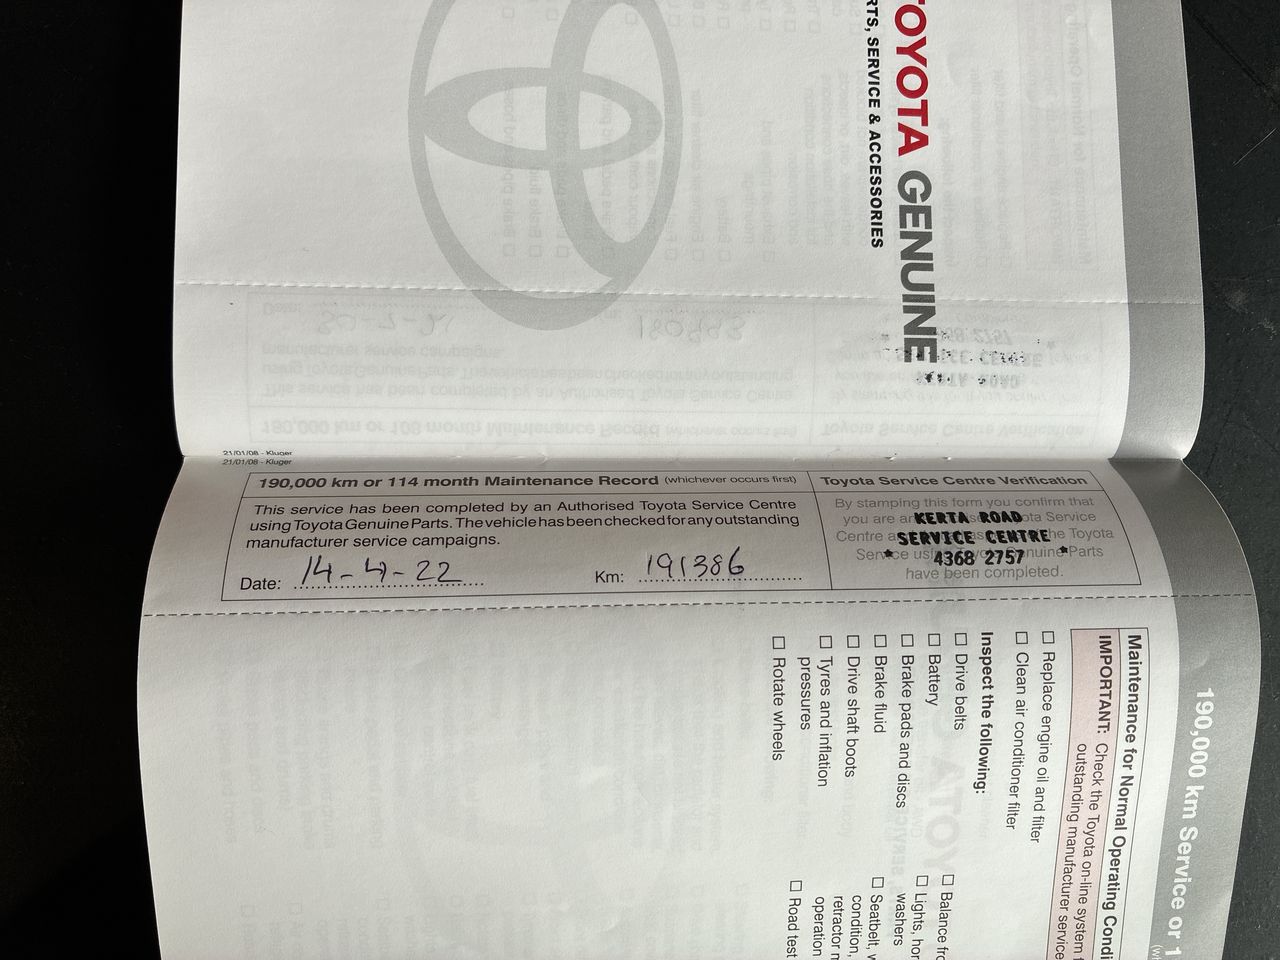 TOYOTA GENUINE
RTS, SERVICE & ACCESSORIES
21/01/08 - Kluger
21/01/08 - Kluger
190,000 km or 114 month Maintenance Record (whichever occurs first)
This service has been completed by an Authorised Toyota Service Centre
using Toyota Genuine Parts. The vehicle has been checked for any outstanding
manufacturer service campaigns.
Date: 14-4-22 Km: 191386
Toyota Service Centre Verification
By stamping this form you confirm that
you are an Toyota Service
Centre the Toyota
Service using Toyota Genuine Parts
have been completed.
KERTA ROAD
SERVICE CENTRE
* 4368 2757 *
190,000 km Service or 1
Maintenance for Normal Operating Condi
IMPORTANT: Check the Toyota on-line system f
outstanding manufacturer service
☐ Replace engine oil and filter
☐ Clean air conditioner filter
Inspect the following:
☐ Drive belts
☐ Battery
☐ Brake pads and discs
☐ Brake fluid
☐ Drive shaft boots
☐ Tyres and inflation
pressures
☐ Rotate wheels
☐ Balance fro
☐ Lights, hor
washers
☐ Seatbelt, w
condition,
retractor m
operation
☐ Road test